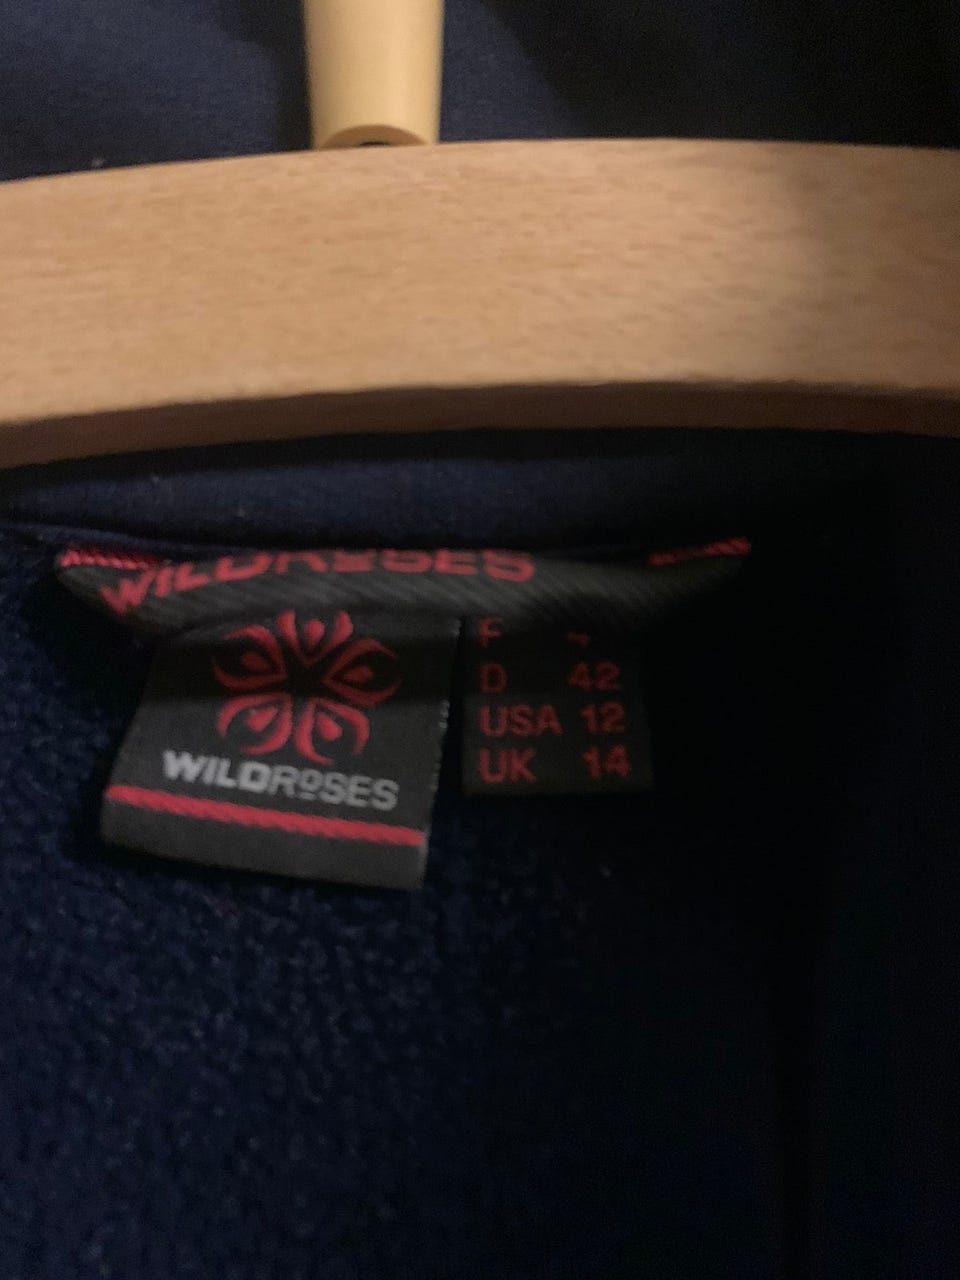 WILDROSES
WILDROSES
F
D 42
USA 12
UK 14